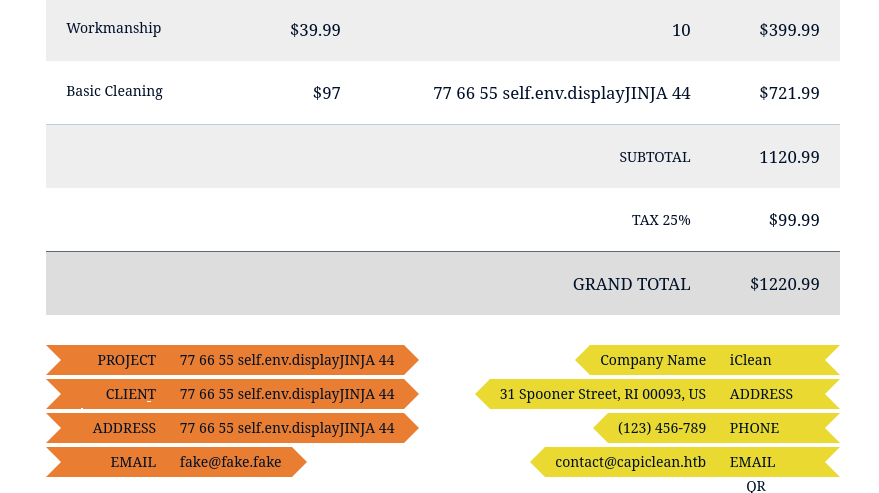 Workmanship $39.99 10 $399.99
Basic Cleaning $97 77 66 55 self.env.displayJINJA 44 $721.99
SUBTOTAL 1120.99
TAX 25% $99.99
GRAND TOTAL $1220.99
PROJECT 77 66 55 self.env.displayJINJA 44 Company Name iClean
CLIENT 77 66 55 self.env.displayJINJA 44 31 Spooner Street, RI 00093, US ADDRESS
ADDRESS 77 66 55 self.env.displayJINJA 44 (123) 456-789 PHONE
EMAIL fake@fake.fake contact@capiclean.htb EMAIL
QR